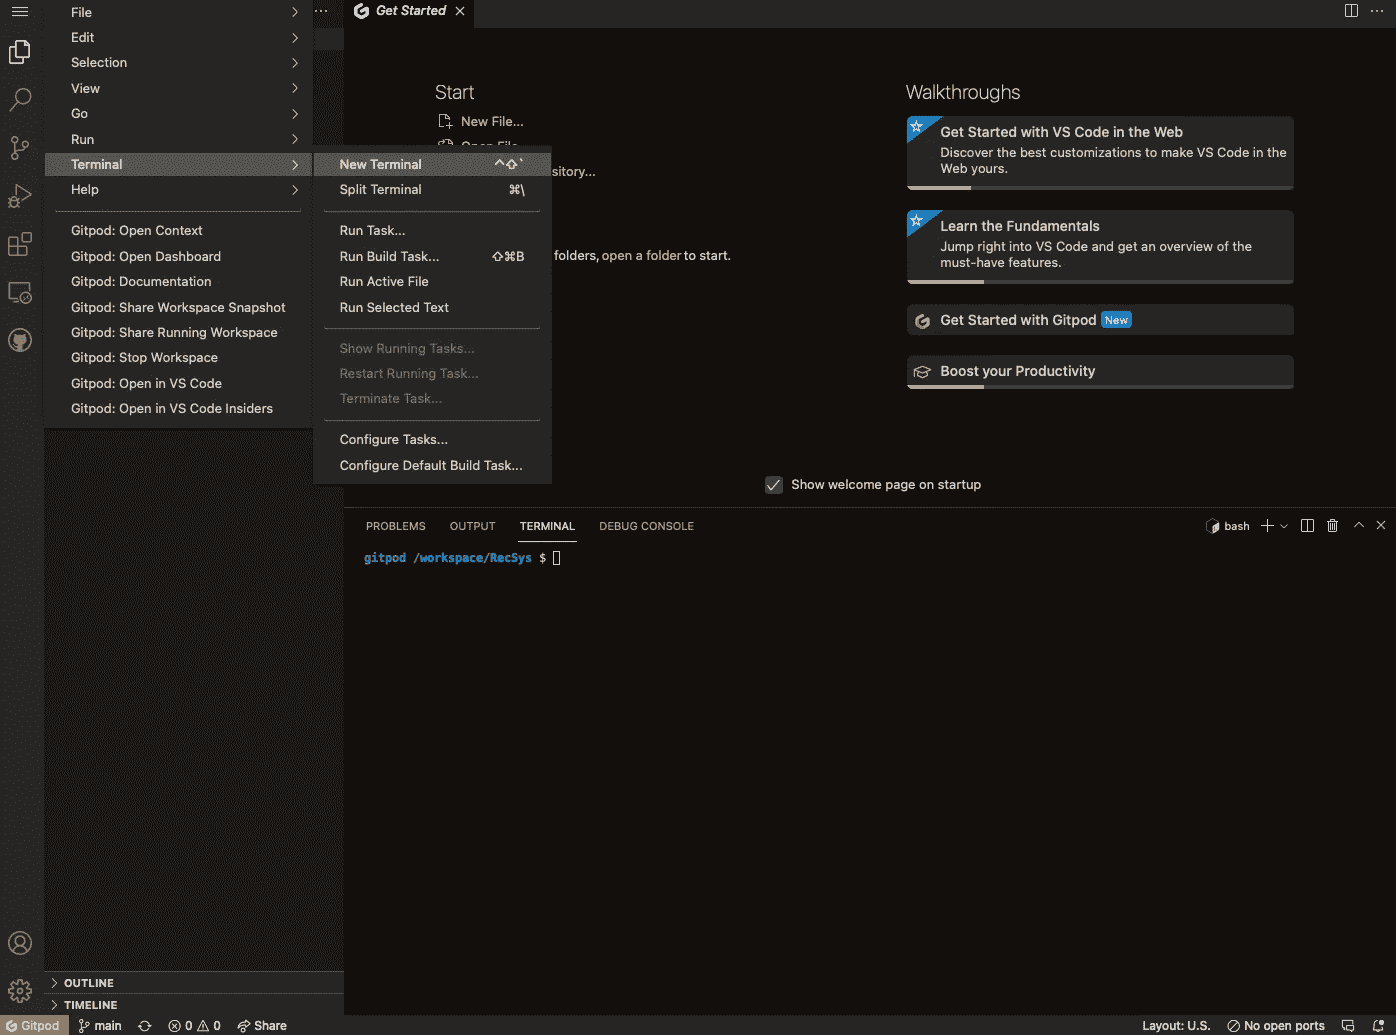 File
Edit
Selection
View
Go
Run
Terminal
Help
Gitpod: Open Context
Gitpod: Open Dashboard
Gitpod: Documentation
Gitpod: Share Workspace Snapshot
Gitpod: Share Running Workspace
Gitpod: Stop Workspace
Gitpod: Open in VS Code
Gitpod: Open in VS Code Insiders
New Terminal ^⇧`
Split Terminal ⌘\
Run Task...
Run Build Task... ⇧⌘B
Run Active File
Run Selected Text
Show Running Tasks...
Restart Running Task...
Terminate Task...
Configure Tasks...
Configure Default Build Task...
Get Started
Start
New File...
Open File
sitory...
folders, open a folder to start.
Walkthroughs
Get Started with VS Code in the Web
Discover the best customizations to make VS Code in the
Web yours.
Learn the Fundamentals
Jump right into VS Code and get an overview of the
must-have features.
Get Started with Gitpod New
Boost your Productivity
Show welcome page on startup
PROBLEMS OUTPUT TERMINAL DEBUG CONSOLE
bash
gitpod /workspace/RecSys $
OUTLINE
TIMELINE
Gitpod main 0 0 Share
Layout: U.S. No open ports